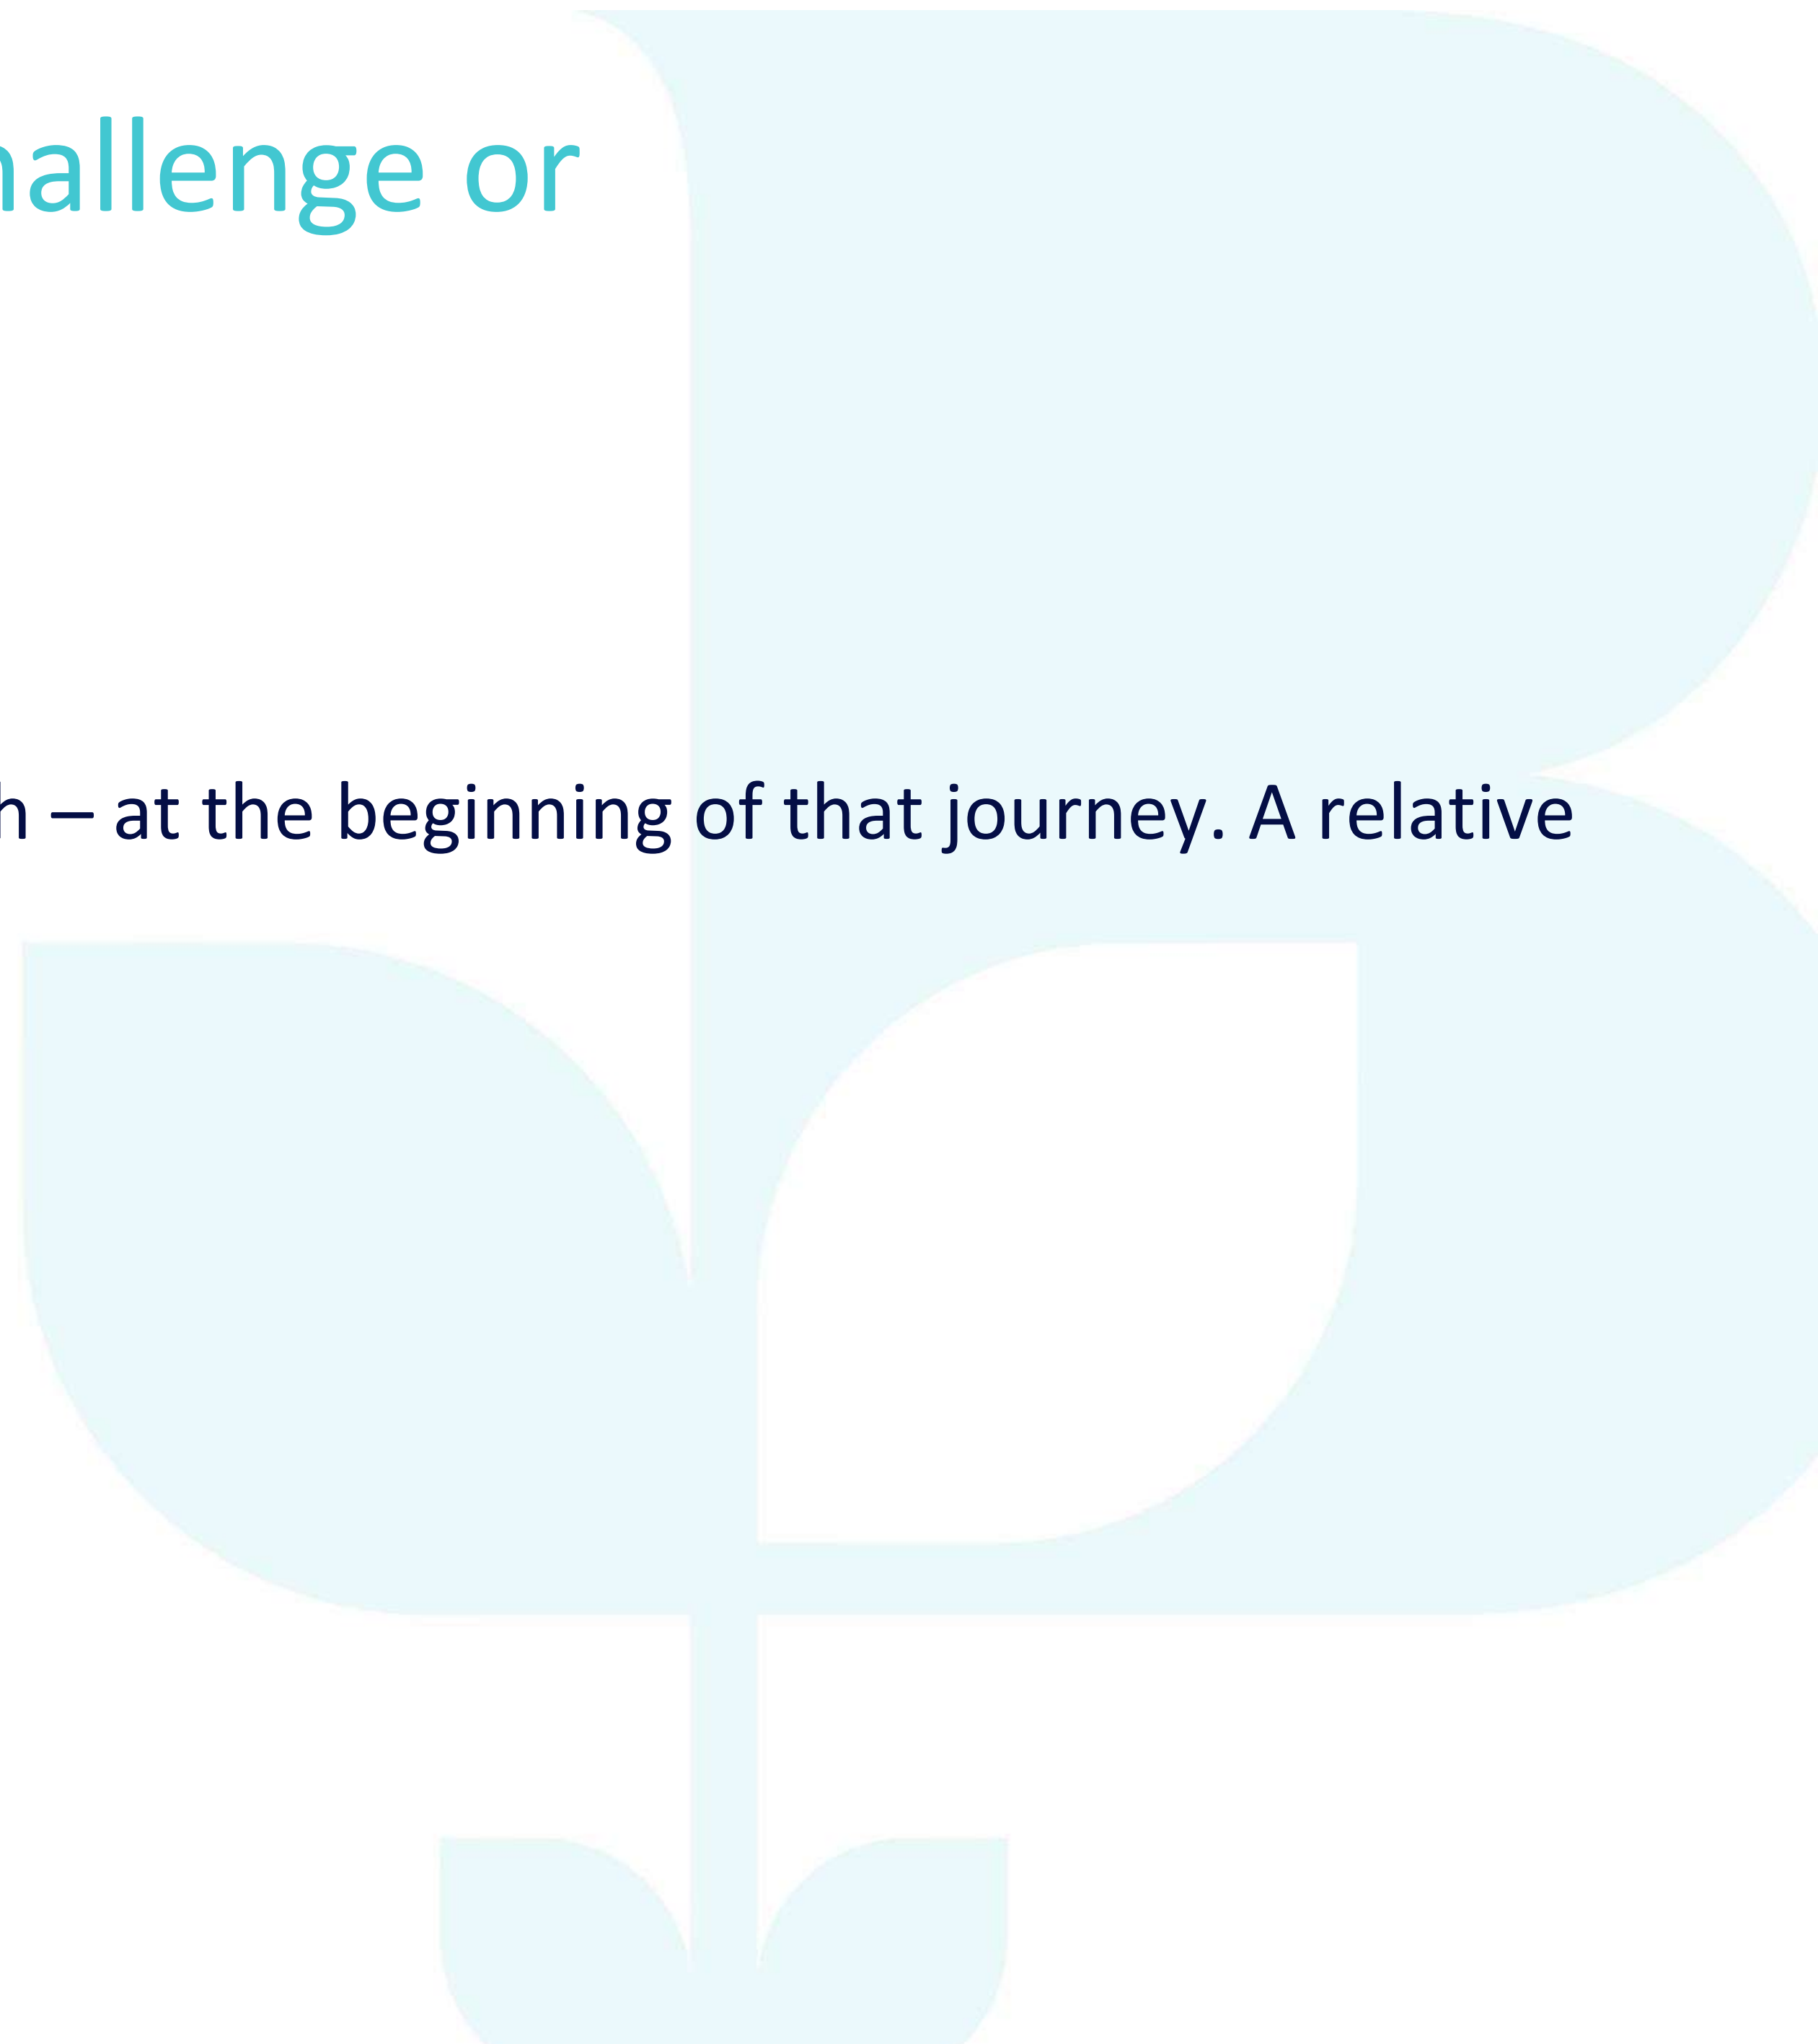 hallenge or
h – at the beginning of that journey. A relative